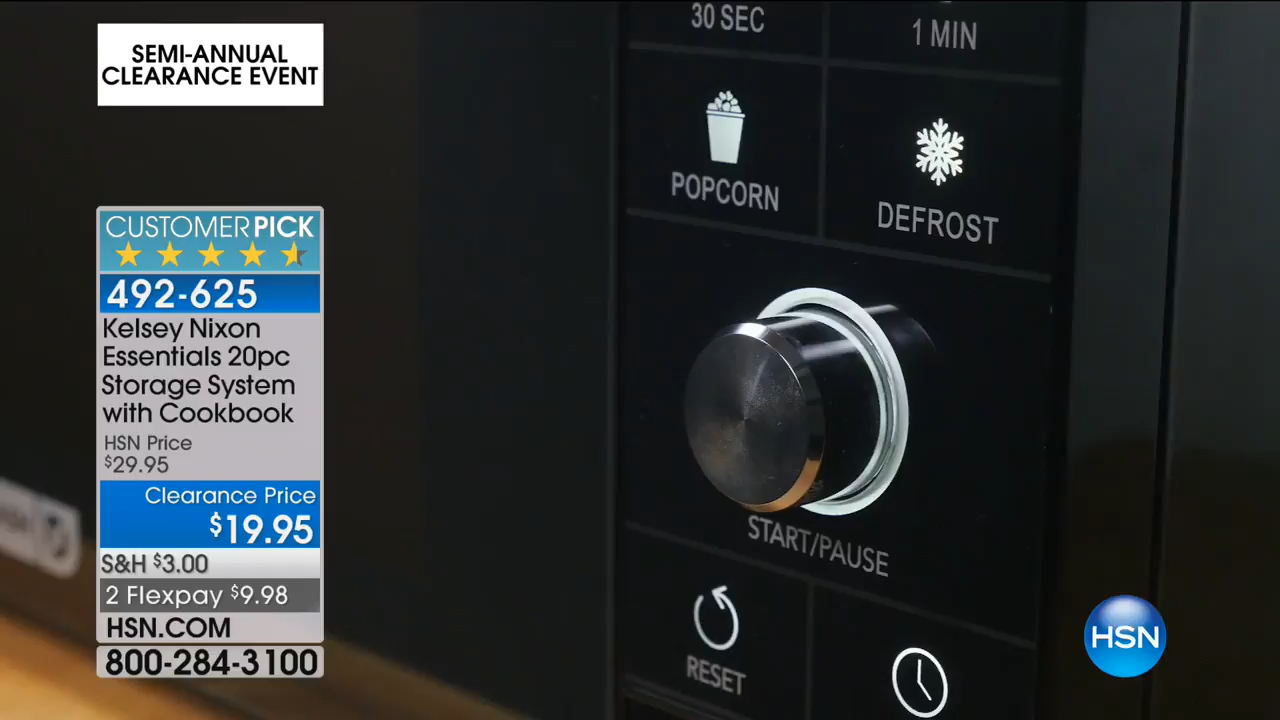 SEMI-ANNUAL
CLEARANCE EVENT
CUSTOMER PICK
492-625
Kelsey Nixon
Essentials 20pc
Storage System
with Cookbook
HSN Price
$29.95
Clearance Price
$19.95
S&H $3.00
2 Flexpay $9.98
HSN.COM
800-284-3100
30 SEC
1 MIN
POPCORN
DEFROST
START/PAUSE
RESET
HSN